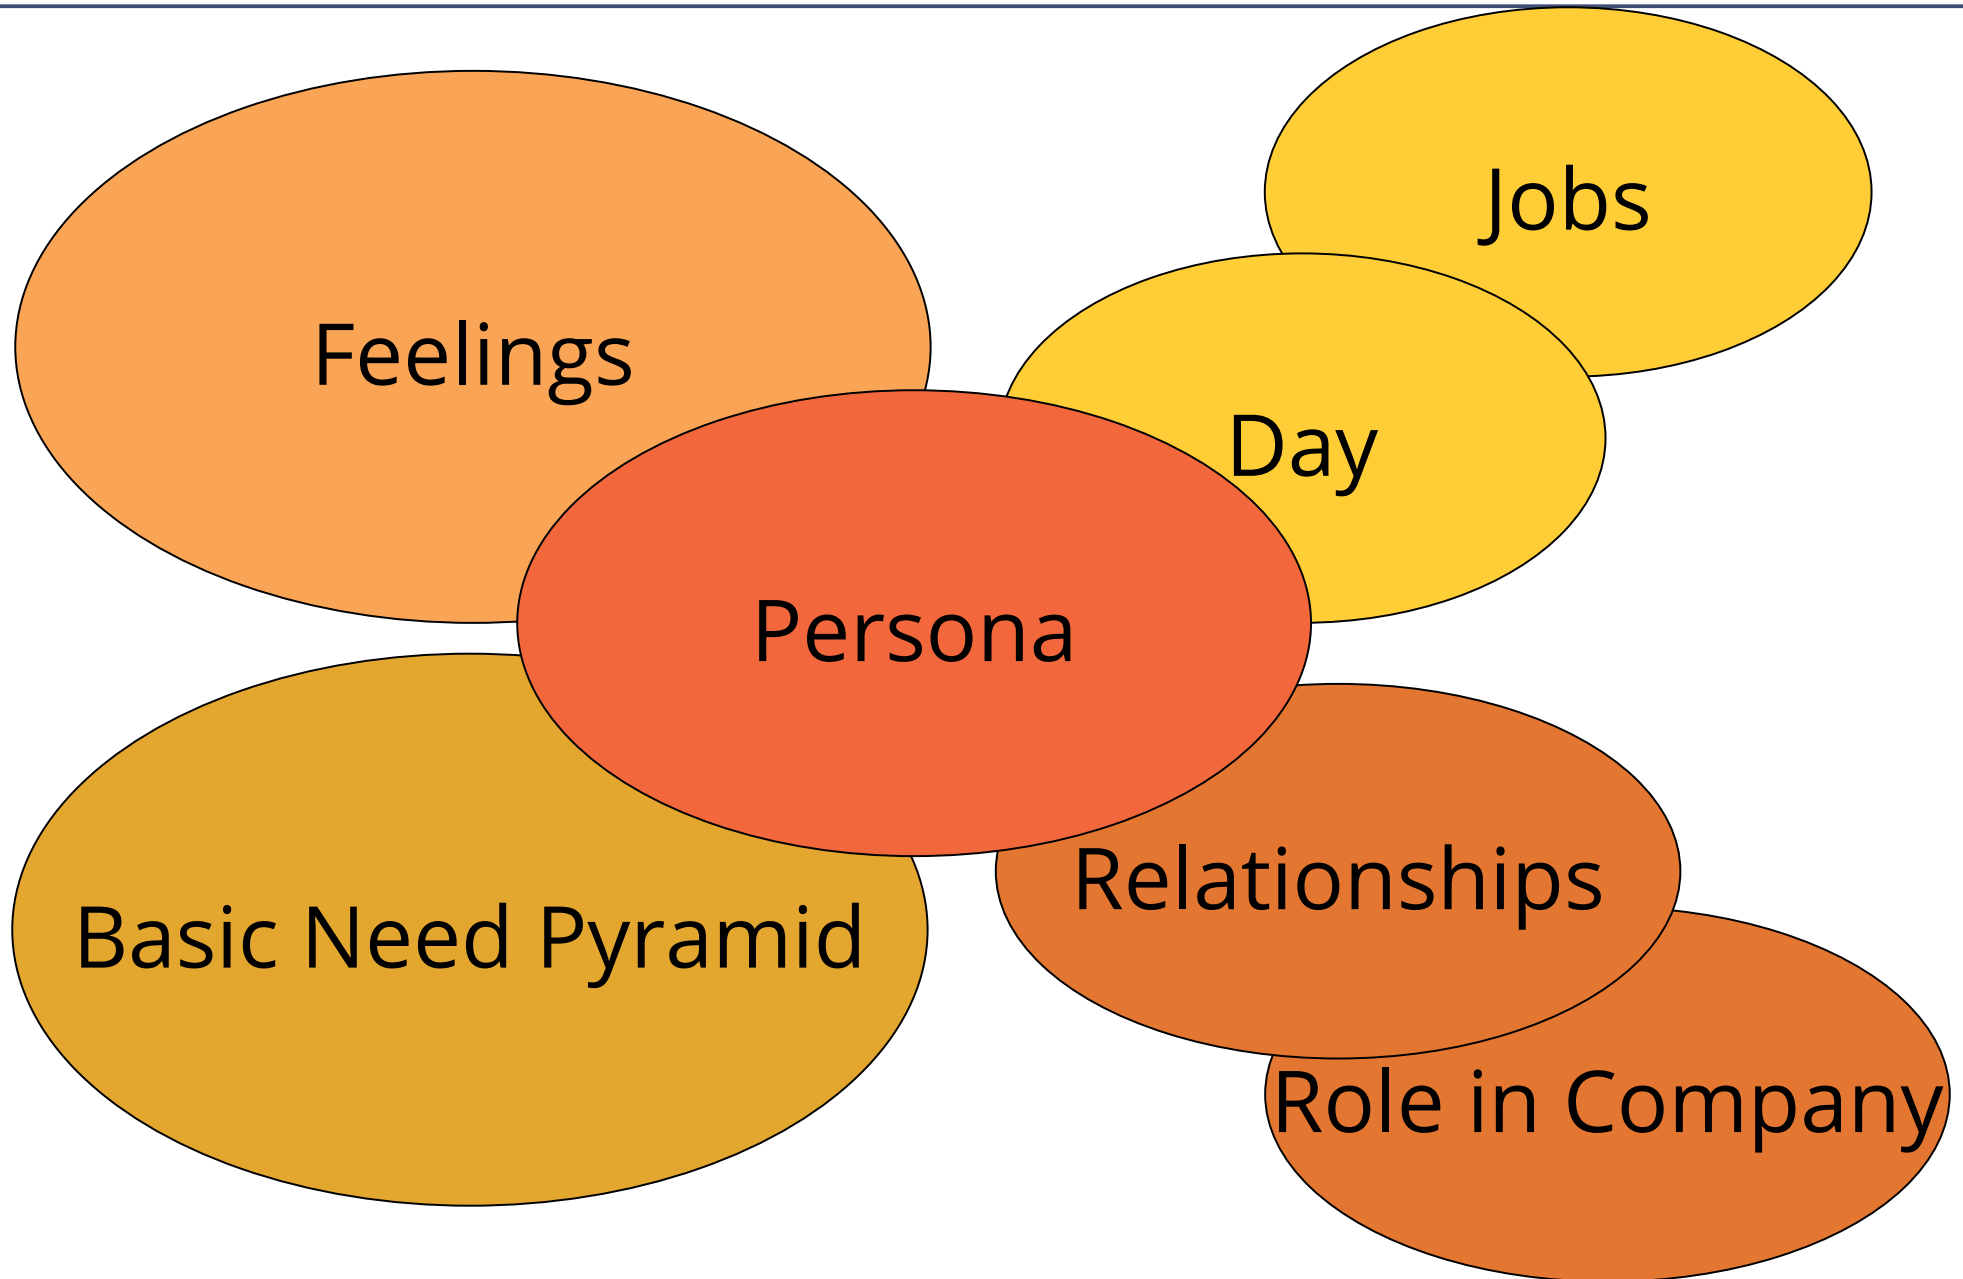 Jobs
Feelings
Day
Persona
Relationships
Basic Need Pyramid
Role in Company